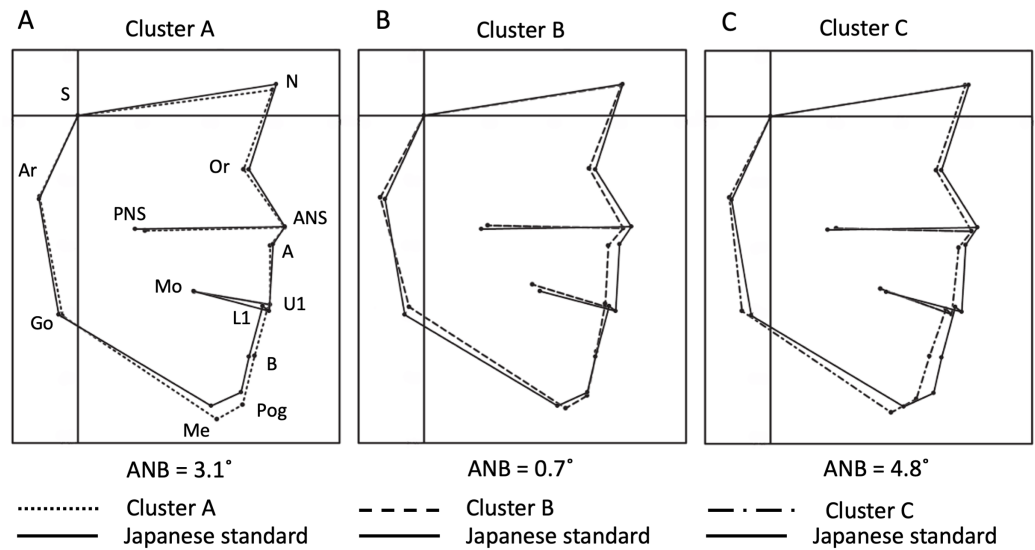 A B C
Cluster A Cluster B Cluster C
N
S
Or
Ar
PNS ANS
A
Mo
U1
L1
Go
B
Pog
Me
ANB = 3.1˚ ANB = 0.7˚ ANB = 4.8˚
Cluster A Cluster B Cluster C
Japanese standard Japanese standard Japanese standard